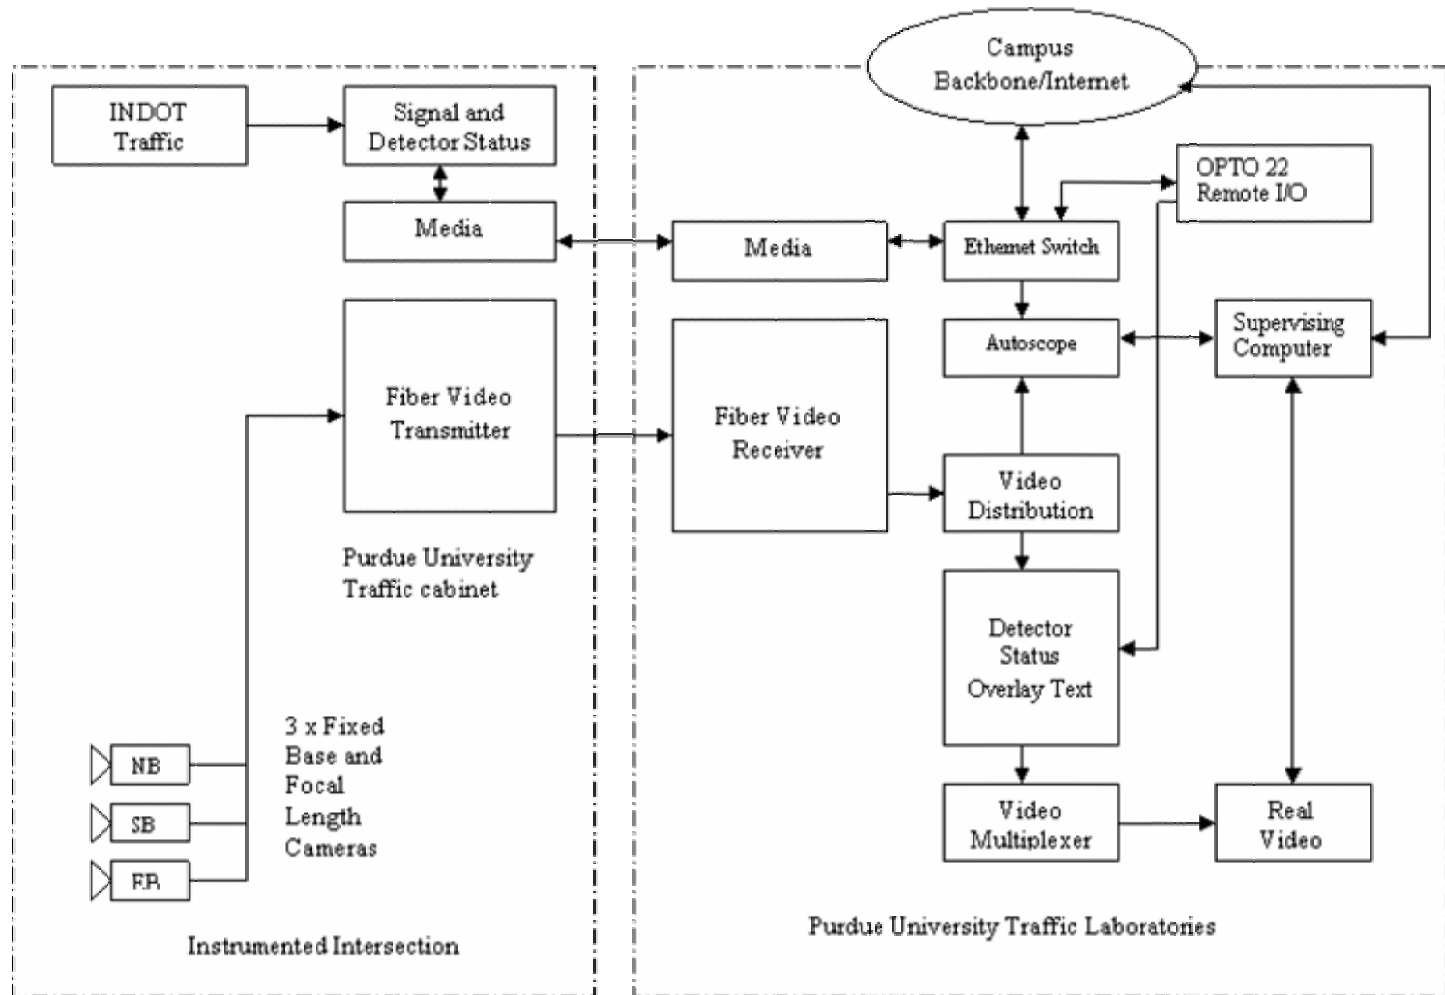 Campus
Backbone/Internet
INDOT
Traffic
Signal and
Detector Status
OPTO 22
Remote I/O
Media
Media
Ethernet Switch
Supervising
Computer
Autoscope
Fiber Video
Transmitter
Fiber Video
Receiver
Video
Distribution
Purdue University
Traffic cabinet
Detector
Status
Overlay Text
3 x Fixed
Base and
Focal
Length
Cameras
NB
SB
EB
Video
Multiplexer
Real
Video
Purdue University Traffic Laboratories
Instrumented Intersection